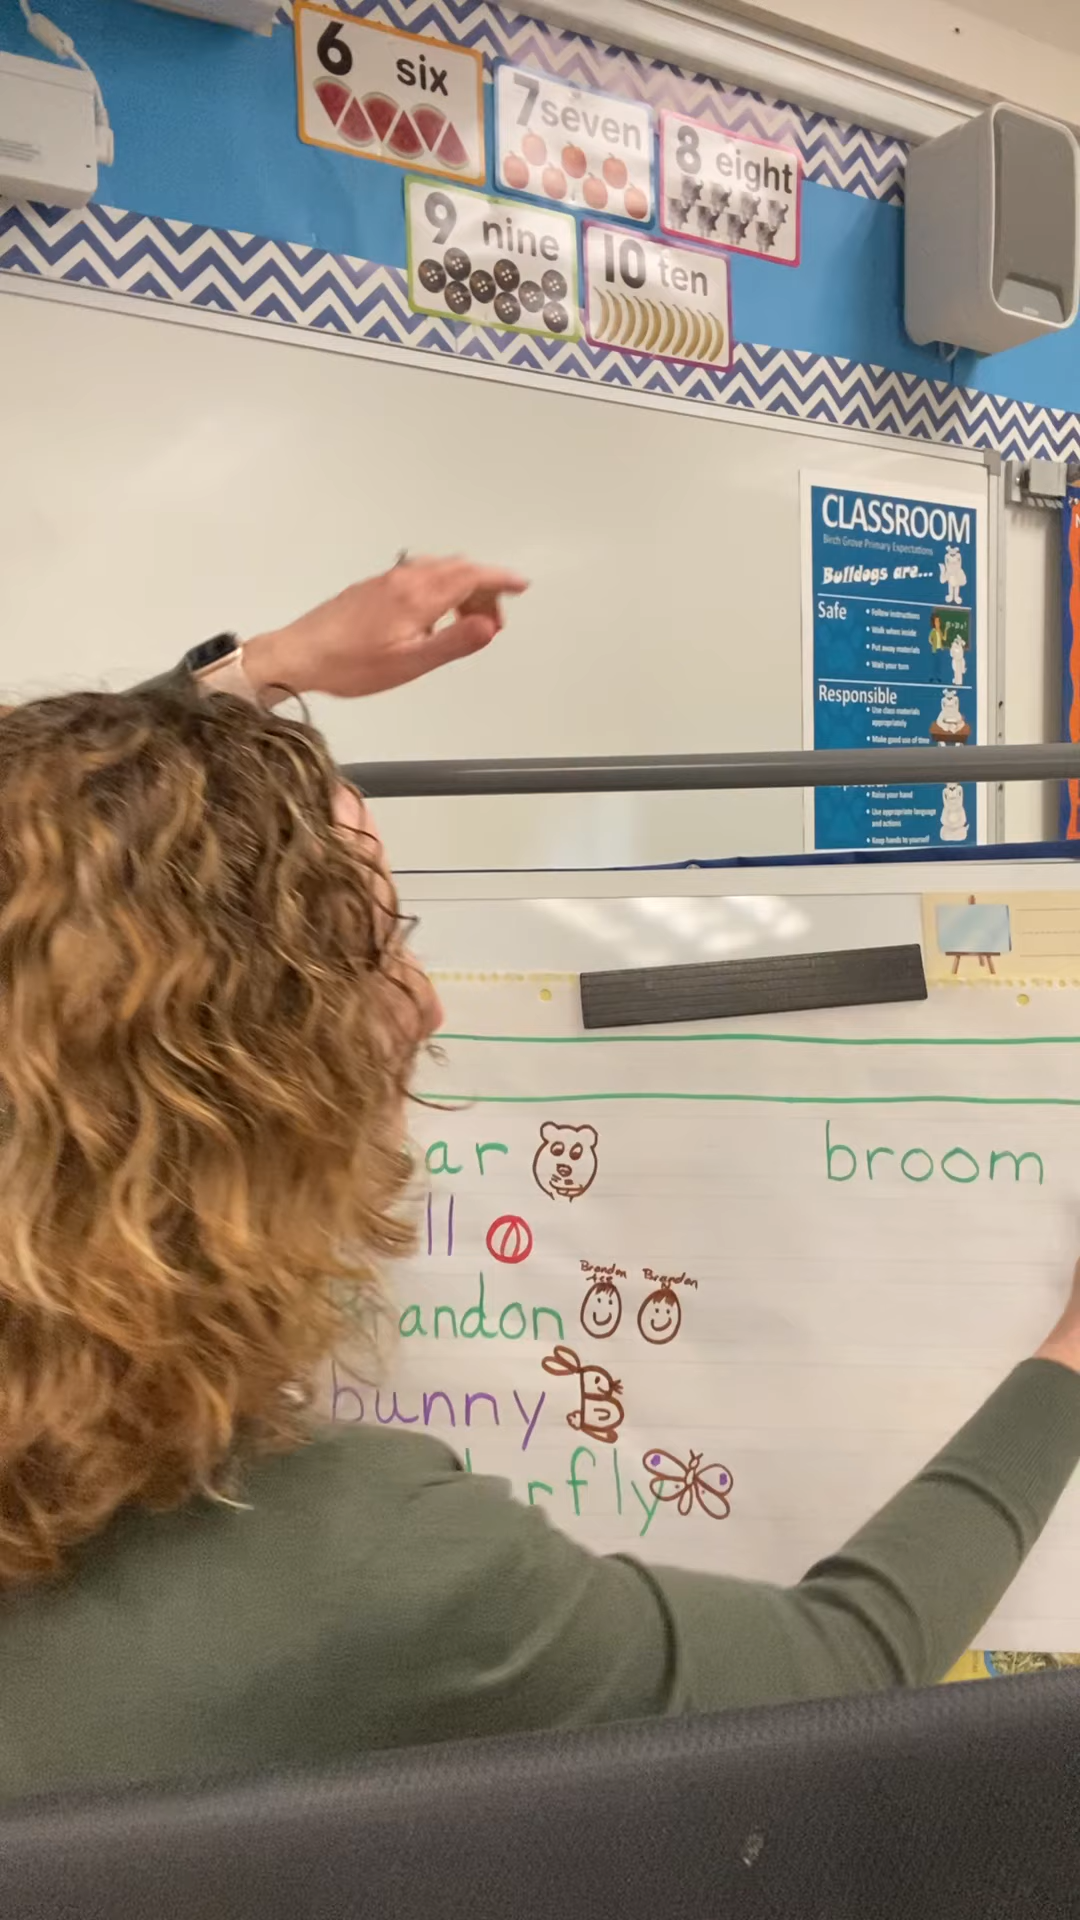 6 six
7 seven
8 eight
9 nine
10 ten
CLASSROOM
Birch Grove Primary Expectations
Bulldogs are...
Safe
• Follow instructions
• Walk when inside
• Put away materials
• Wait your turn
Responsible
• Use class materials
appropriately
• Make good use of time
• Raise your hand
• Use appropriate language
and actions
• Keep hands to yourself
ar
broom
ll
Brandon
Brandon
randon
bunny
rfly